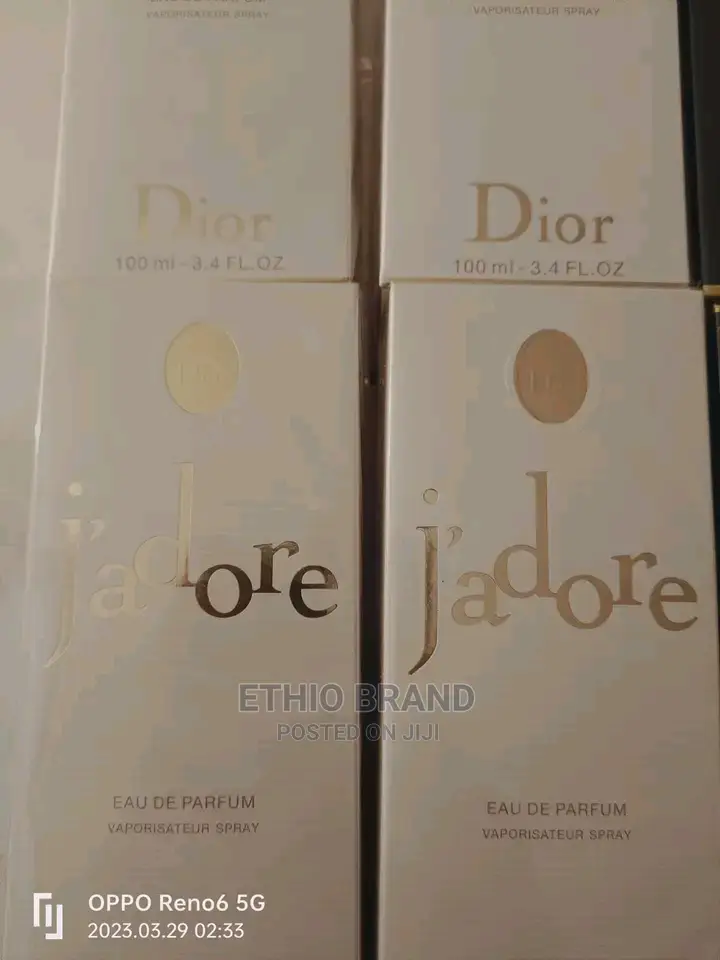 VAPORISATEUR SPRAY
VAPORISATEUR SPRAY
Dior
100 ml - 3.4 FL.OZ
Dior
100 ml - 3.4 FL.OZ
j'adore
j'adore
ETHIO BRAND
POSTED ON JIJI
EAU DE PARFUM
VAPORISATEUR SPRAY
EAU DE PARFUM
VAPORISATEUR SPRAY
OPPO Reno6 5G
2023.03.29 02:33